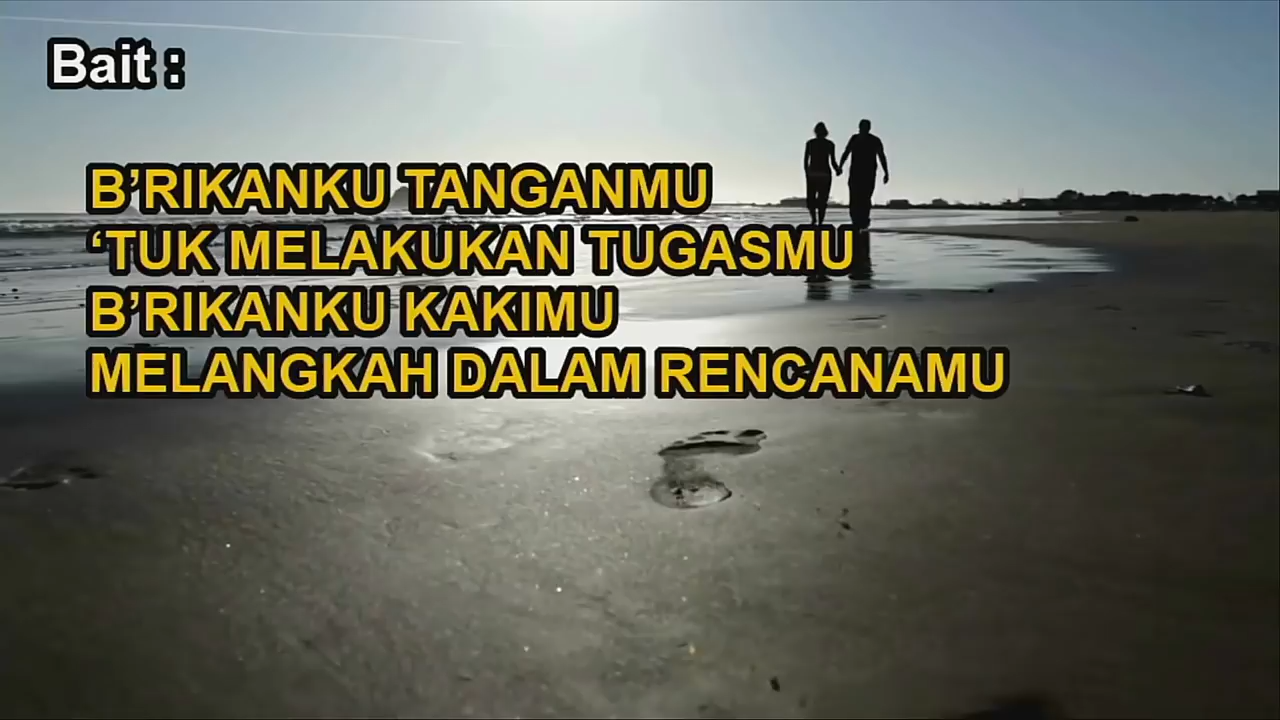 Bait :
B’RIKANKU TANGANMU
‘TUK MELAKUKAN TUGASMU
B’RIKANKU KAKIMU
MELANGKAH DALAM RENCANAMU